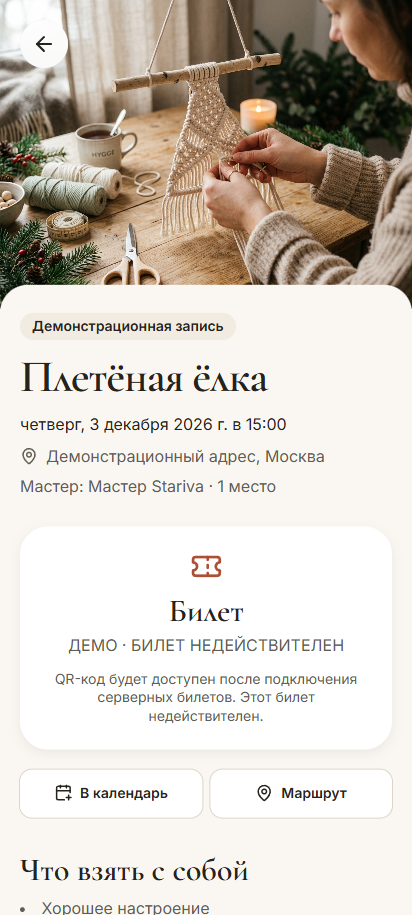 HYGGE
Демонстрационная запись
Плетёная ёлка
четверг, 3 декабря 2026 г. в 15:00
Демонстрационный адрес, Москва
Мастер: Мастер Stariva · 1 место
Билет
ДЕМО · БИЛЕТ НЕДЕЙСТВИТЕЛЕН
QR-код будет доступен после подключения
серверных билетов. Этот билет
недействителен.
В календарь
Маршрут
Что взять с собой
• Хорошее настроение